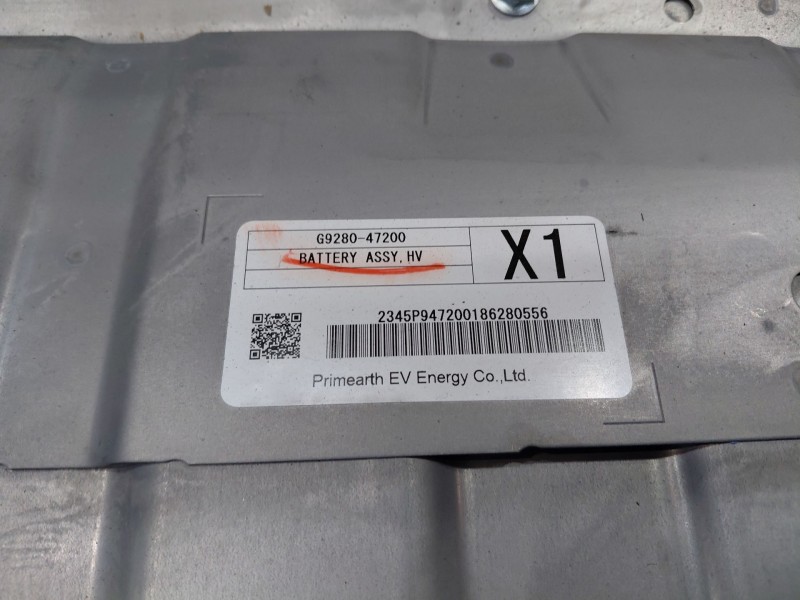 G9280-47200
BATTERY ASSY,HV
X1
2345P947200186280556
Primearth EV Energy Co.,Ltd.